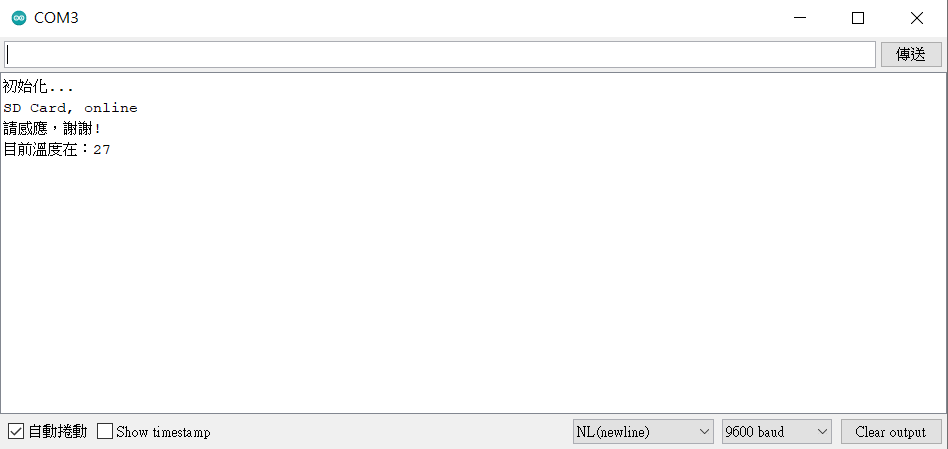 COM3
傳送
初始化...
SD Card, online
請感應，謝謝!
目前溫度在：27
自動捲動 Show timestamp NL(newline) 9600 baud Clear output